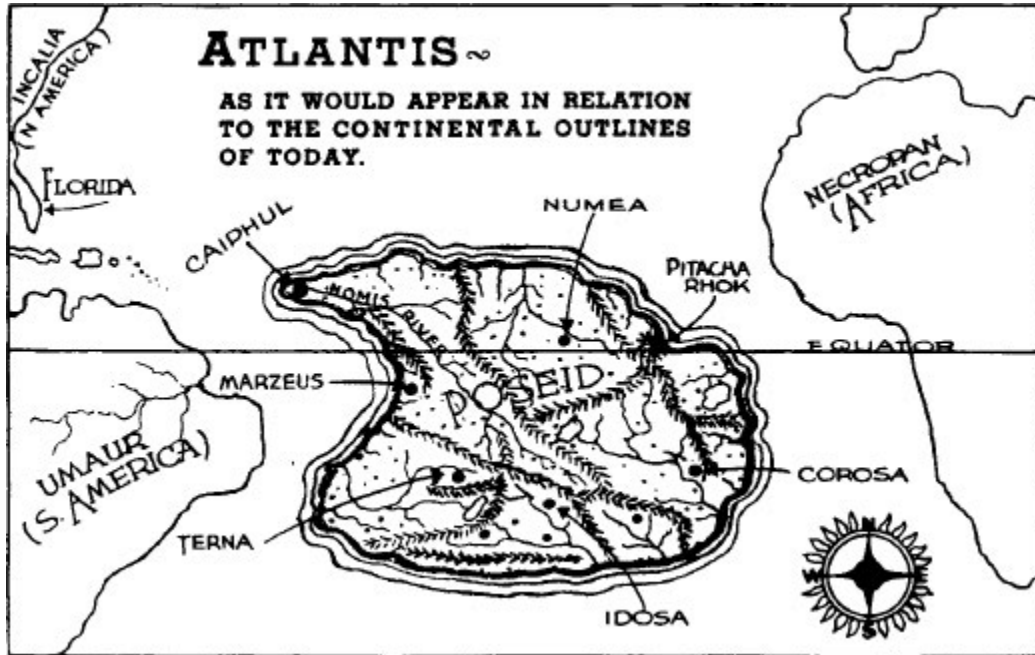 ATLANTIS ~
AS IT WOULD APPEAR IN RELATION
TO THE CONTINENTAL OUTLINES
OF TODAY.
INCALIA
(N AMERICA)
FLORIDA
CAIPHUL
NUMEA
NECROPAN
(AFRICA)
PITACHA
RHOK
NOMIS
RIVER
EQUATOR
MARZEUS
POSEID
UMAUR
(S. AMERICA)
COROSA
TERNA
IDOSA
N
W
E
S